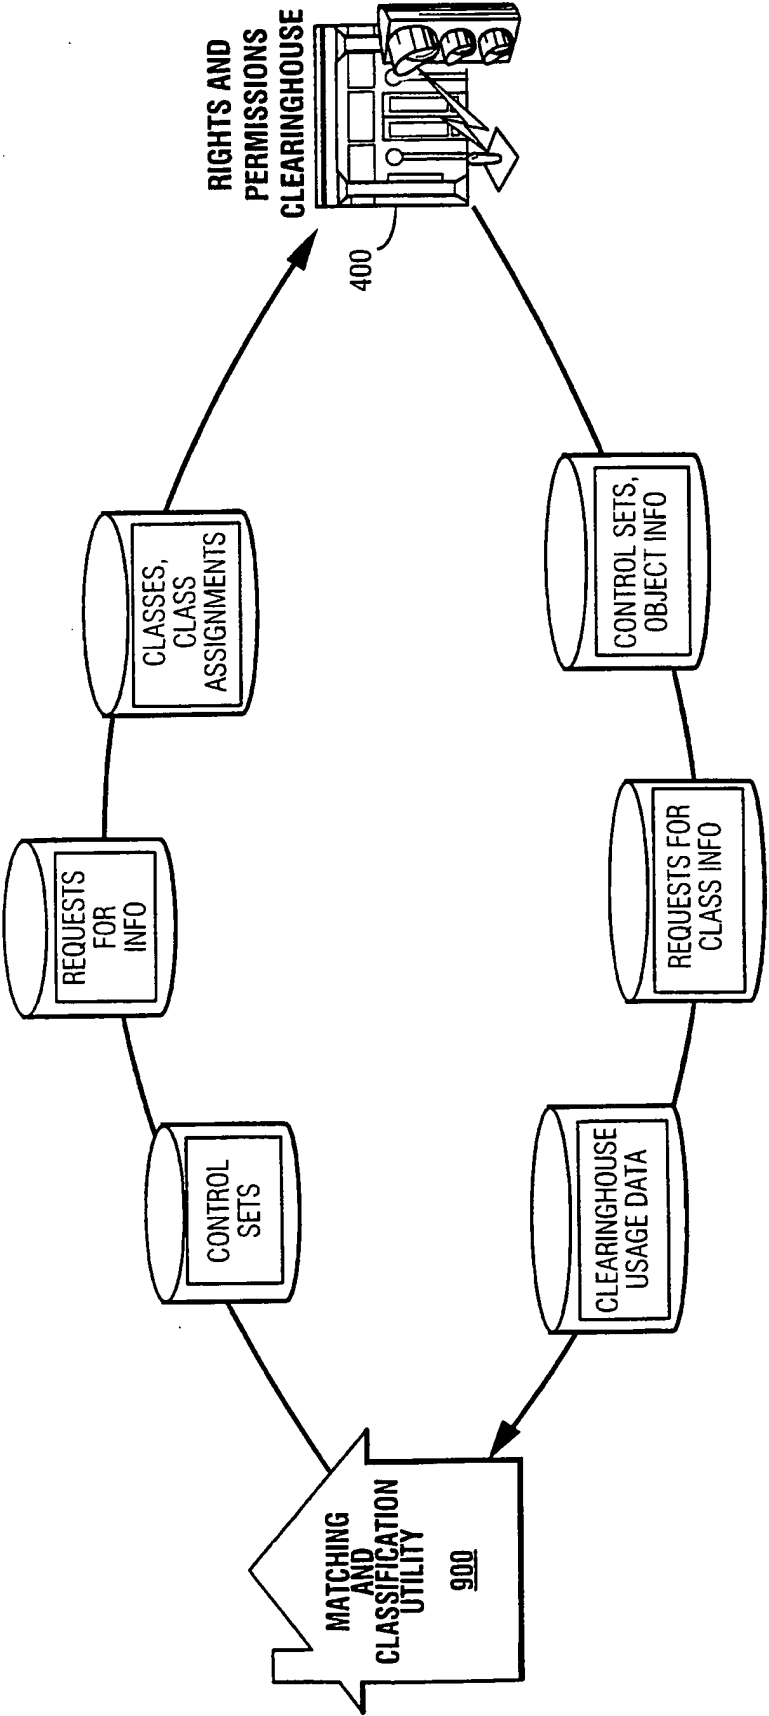 RIGHTS AND
PERMISSIONS
CLEARINGHOUSE
400
CLASSES,
CLASS
ASSIGNMENTS
REQUESTS
FOR
INFO
CONTROL
SETS
MATCHING
AND
CLASSIFICATION
UTILITY
900
CONTROL SETS,
OBJECT INFO
REQUESTS FOR
CLASS INFO
CLEARINGHOUSE
USAGE DATA